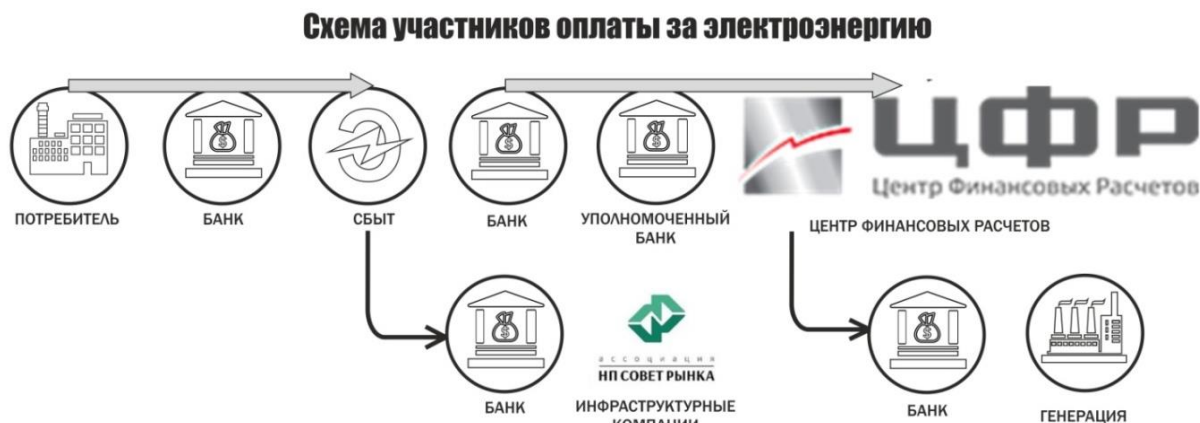 Схема участников оплаты за электроэнергию
ЦФР
Центр Финансовых Расчетов
ПОТРЕБИТЕЛЬ
БАНК
СБЫТ
БАНК
УПОЛНОМОЧЕННЫЙ
БАНК
ЦЕНТР ФИНАНСОВЫХ РАСЧЕТОВ
ассоциация
НП СОВЕТ РЫНКА
БАНК
ИНФРАСТРУКТУРНЫЕ
КОМПАНИИ
БАНК
ГЕНЕРАЦИЯ